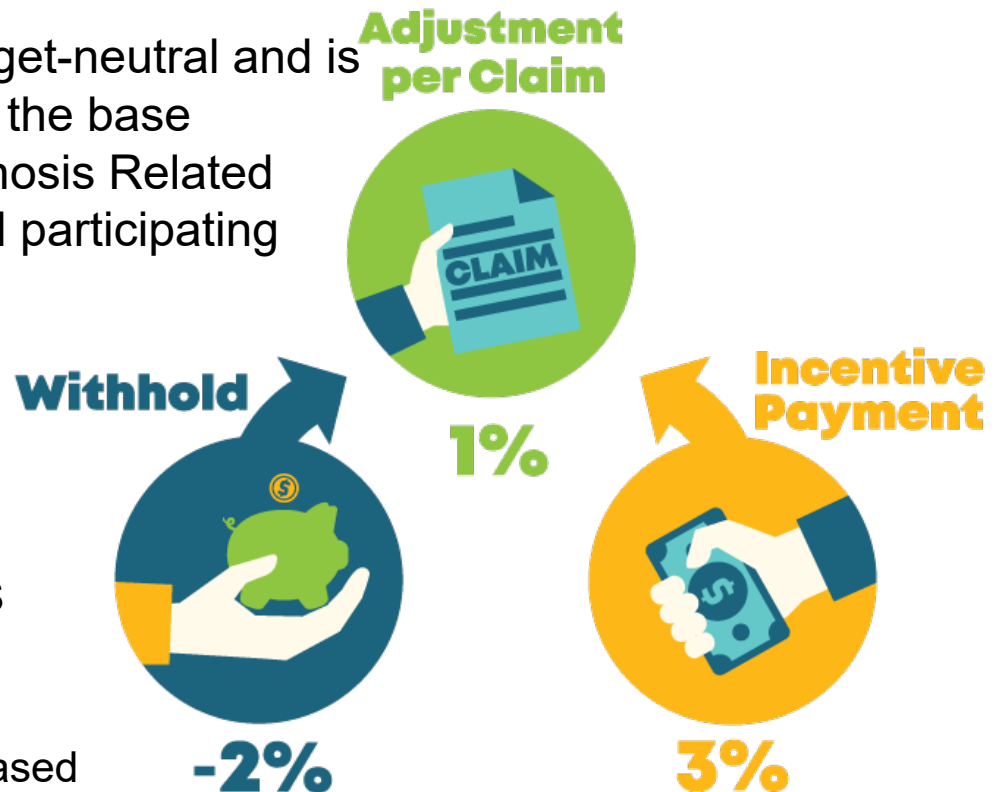 get-neutral and is
the base
nosis Related
participating
s
ased
Adjustment
per Claim
CLAIM
1%
Withhold
$
-2%
Incentive
Payment
$
3%